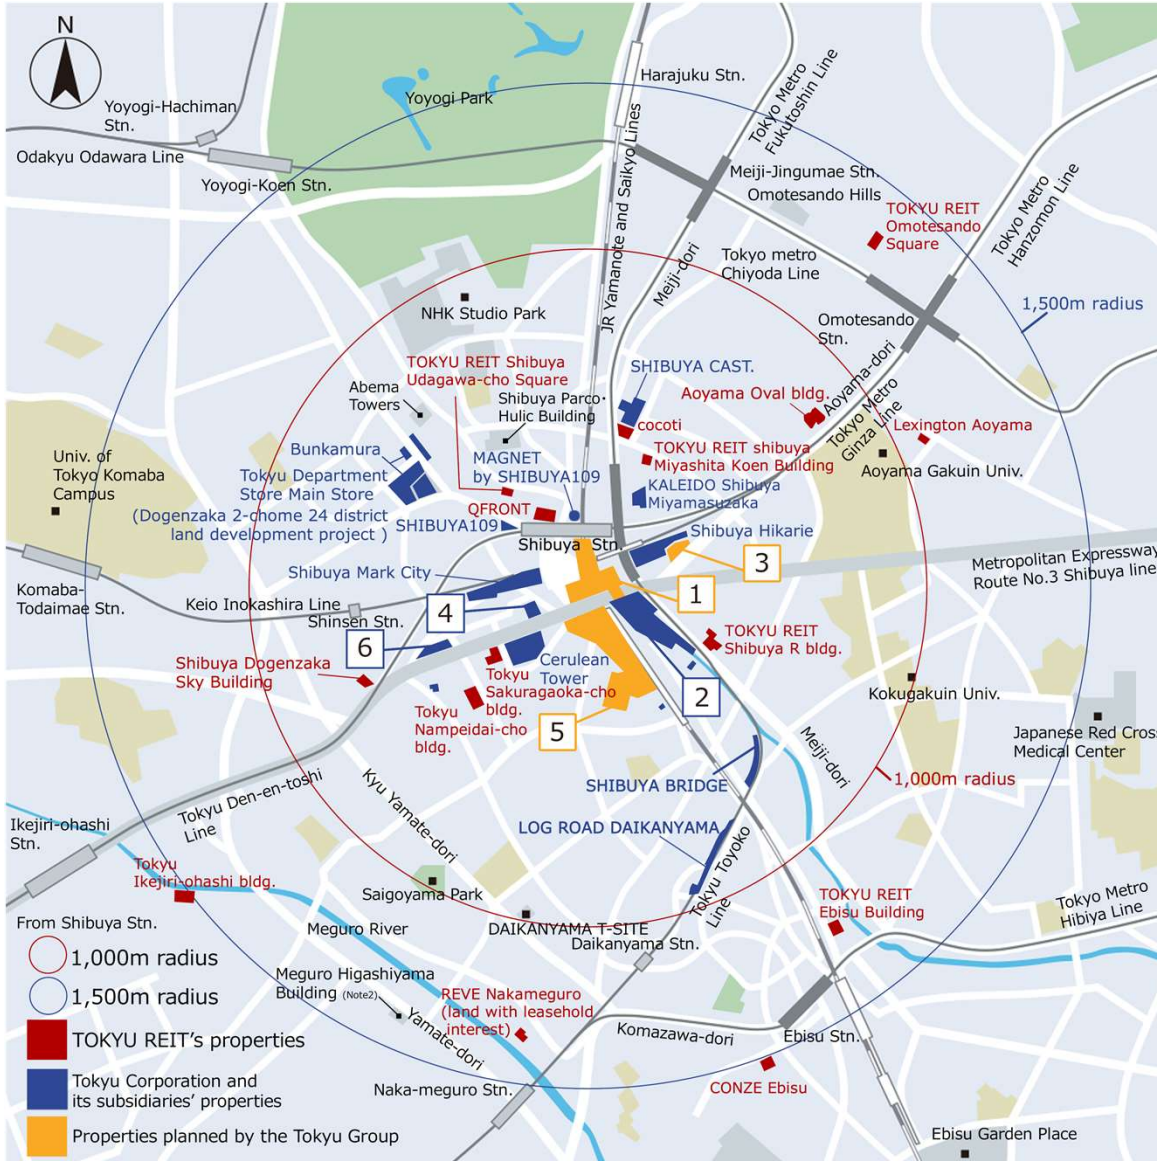 N
Harajuku Stn.
Yoyogi-Hachiman
Stn.
Yoyogi Park
Tokyo Metro
Fukutoshin Line
JR Yamanote and Saikyo Lines
Odakyu Odawara Line
Yoyogi-Koen Stn.
Meiji-Jingumae Stn.
Omotesando Hills
TOKYU REIT
Omotesando
Square
Tokyo Metro
Hanzomon Line
Meiji-dori
Tokyo metro
Chiyoda Line
NHK Studio Park
1,500m radius
Omotesando
Stn.
TOKYU REIT Shibuya
Udagawa-cho Square
SHIBUYA CAST.
Abema
Towers
Shibuya Parco·
Hulic Building
Aoyama Oval bldg.
Aoyama-dori
Tokyo Metro
Ginza Line
cocoti
Lexington Aoyama
Bunkamura
MAGNET
by SHIBUYA109
TOKYU REIT shibuya
Miyashita Koen Building
Univ. of
Tokyo Komaba
Campus
Tokyu Department
Store Main Store
(Dogenzaka 2-chome 24 district
land development project )
Aoyama Gakuin Univ.
KALEIDO Shibuya
Miyamasuzaka
QFRONT
SHIBUYA109
Shibuya Stn.
Shibuya Hikarie
3
Metropolitan Expressway
Route No.3 Shibuya line
Shibuya Mark City
Komaba-
Todaimae Stn.
Keio Inokashira Line
Shinsen Stn.
4
1
6
TOKYU REIT
Shibuya R bldg.
Shibuya Dogenzaka
Sky Building
Cerulean
Tower
Tokyu
Sakuragaoka-cho
bldg.
Tokyu
Nampeidai-cho
bldg.
2
5
Kokugakuin Univ.
Japanese Red Cross
Medical Center
Meiji-dori
1,000m radius
SHIBUYA BRIDGE
Tokyu Den-en-toshi
Line
Kyu Yamate-dori
Ikejiri-ohashi
Stn.
LOG ROAD DAIKANYAMA
Tokyu Toyoko
Line
Tokyu
Ikejiri-ohashi bldg.
Saigoyama Park
TOKYU REIT
Ebisu Building
Tokyo Metro
Hibiya Line
From Shibuya Stn.
Meguro River
DAIKANYAMA T-SITE
Daikanyama Stn.
1,000m radius
1,500m radius
Meguro Higashiyama
Building (Note2)
Yamate-dori
REVE Nakameguro
(land with leasehold
interest)
Komazawa-dori
Ebisu Stn.
TOKYU REIT's properties
Tokyu Corporation and
its subsidiaries' properties
Naka-meguro Stn.
CONZE Ebisu
Properties planned by the Tokyu Group
Ebisu Garden Place